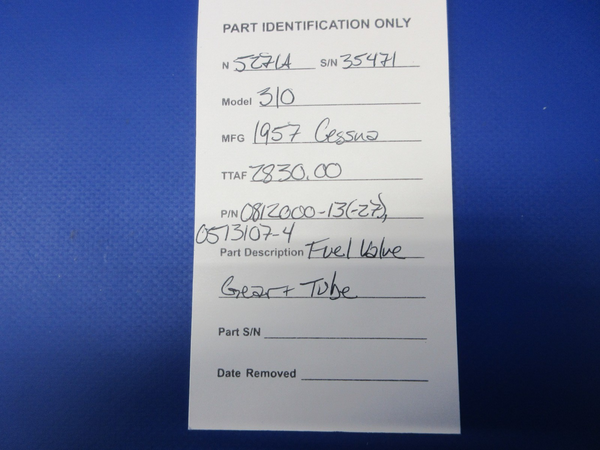 PART IDENTIFICATION ONLY
N 5271A S/N 35471
Model 310
MFG 1957 Cessna
TTAF 2830.00
P/N 0812000-13(-27),
0513107-4
Part Description Fuel Valve
Gear + Tube
Part S/N
Date Removed